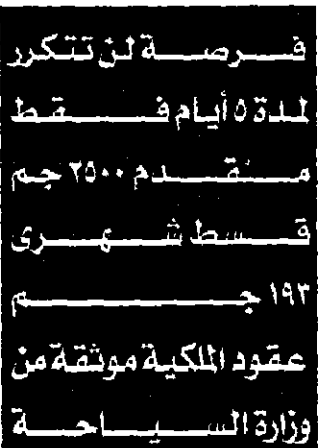 فرصة لن تتكرر
لمدة ٥ أيام فقط
مقدم ٢٥٠٠ جم
قسط شهرى
١٩٣ جم
عقود الملكية موثقة من
وزارة السياحة